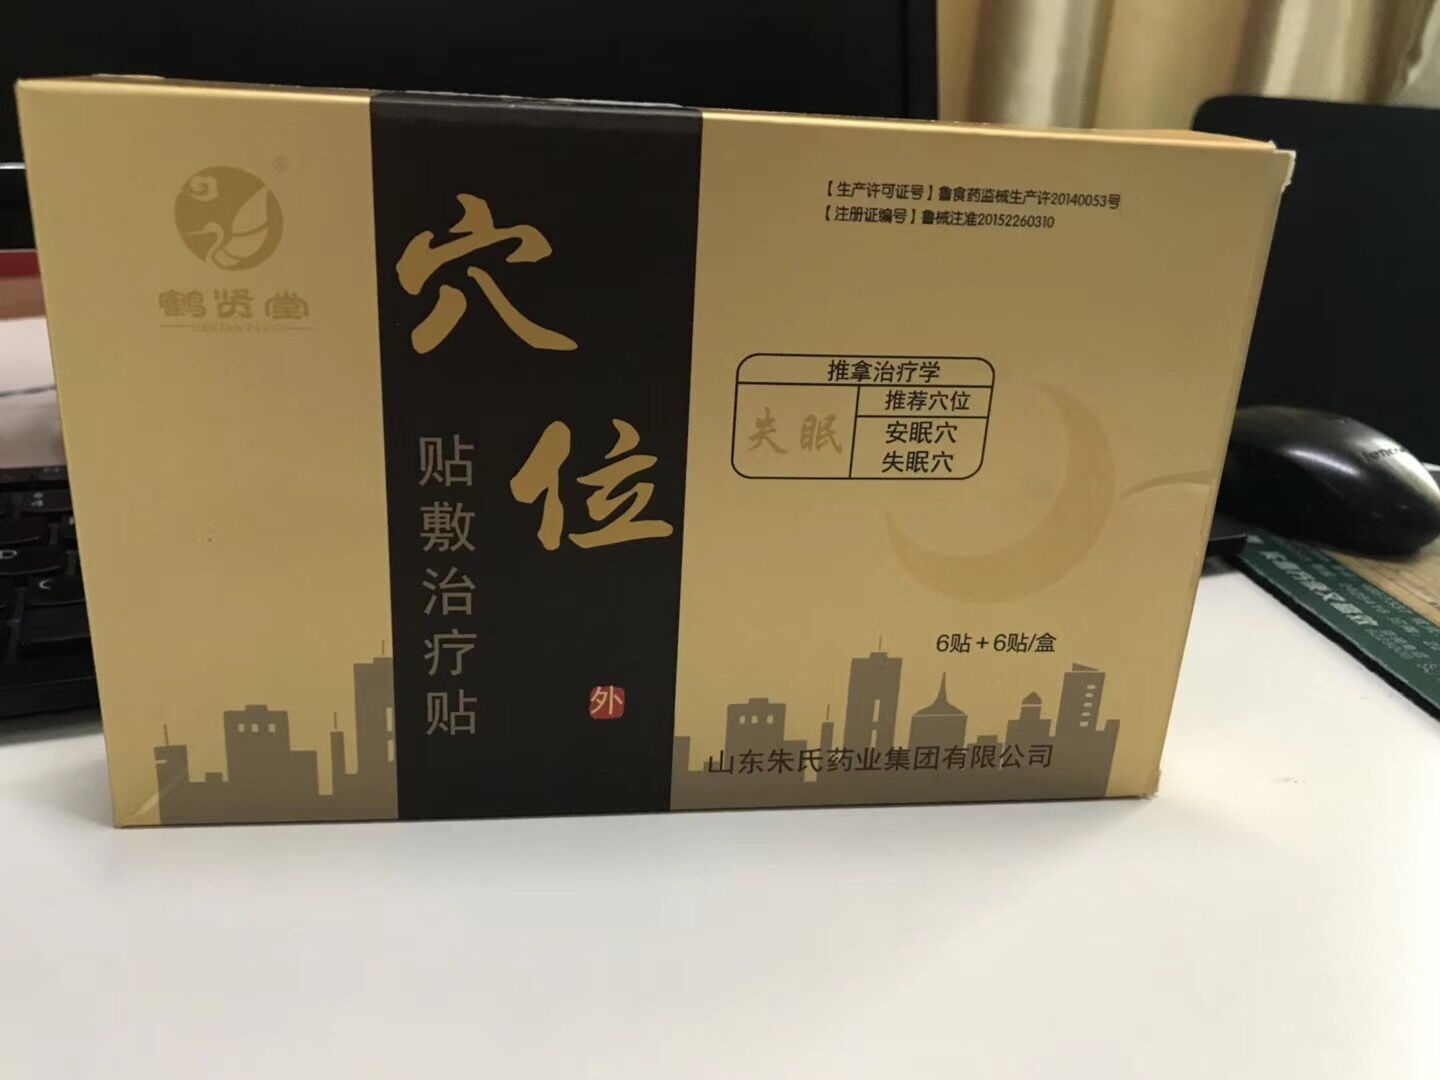 鹤贤堂
HEXIANTANG
穴位
贴敷治疗贴
外
【生产许可证号】鲁食药监械生产许20140053号
【注册证编号】鲁械注准20152260310
推拿治疗学
失眠
推荐穴位
安眠穴
失眠穴
6贴+6贴/盒
山东朱氏药业集团有限公司
lenovo